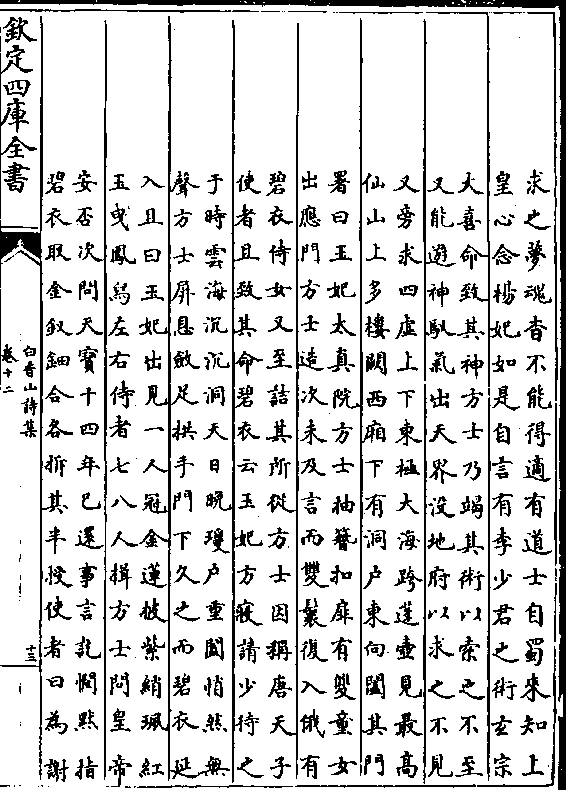 求之夢魂杳不能得適有道士自蜀來知上
皇心念楊妃如是自言有李少君之術𤣥宗
大喜命致其神方士乃竭其術以索之不至
又能遊神馭氣出天界沒地府以求之不見
又旁求四虛上下東極大海跨蓬壺見最高
仙山上多樓闕西廂下有洞户東向闔其門
署曰玉妃太真院方士抽簮扣扉有雙童女
出應門方士造次未及言而雙鬟復入俄有
碧衣侍女又至詰其所從方士因稱唐天子
使者且致其命碧衣云玉妃方寢請少待之
于時雲海沉沉洞天日晚瓊户重闔悄然無
聲方士屏息斂足拱手門下久之而碧衣延
入且曰玉妃出見一人冠金蓮披紫綃珮紅
玉曳鳳舄左右侍者七八人揖方士問皇帝
安否次問天寶十四年已還事言訖憫黙指
碧衣取金釵鈿合各拆其半授使者曰為謝
欽定四庫全書
白香山詩集
卷十二
十三